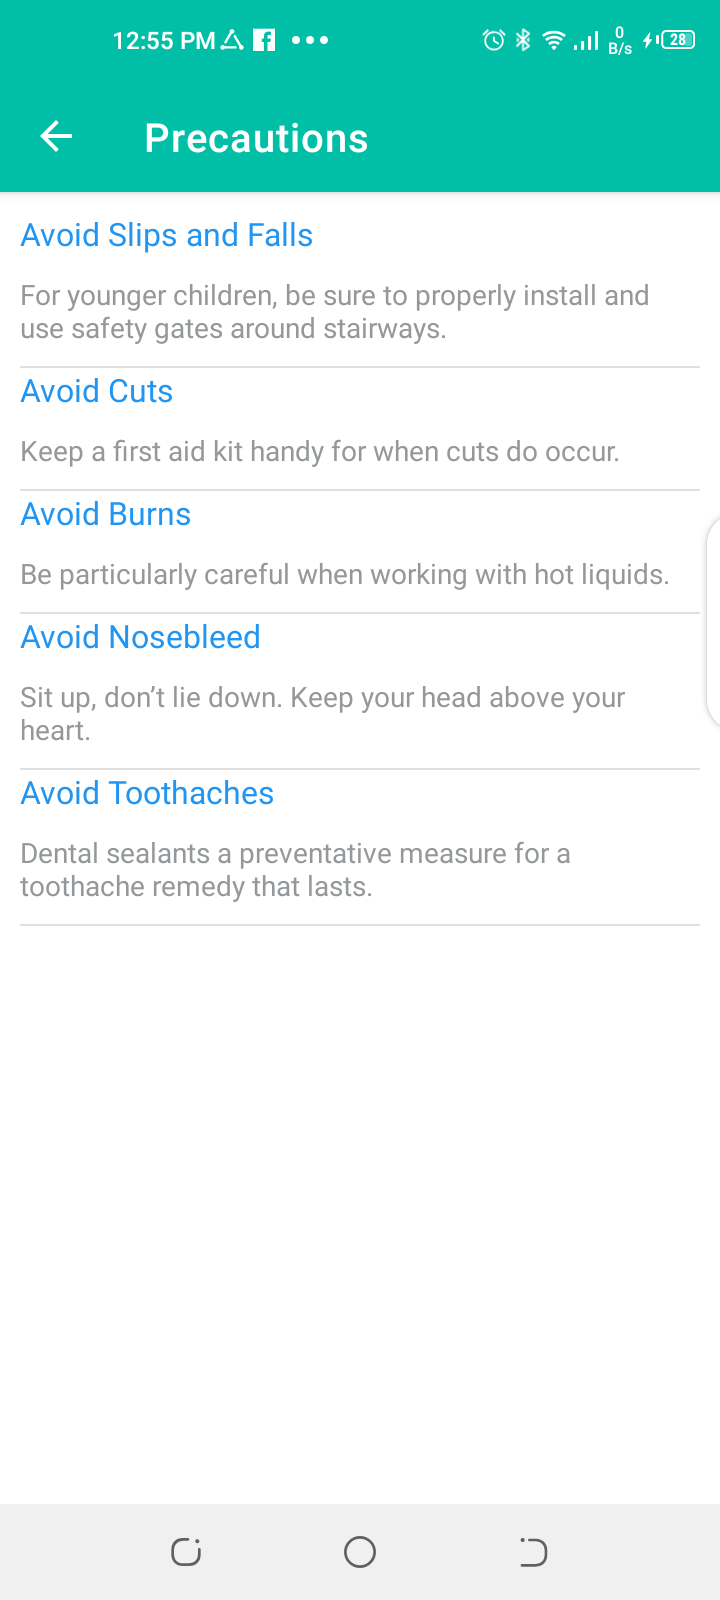 12:55 PM
0
B/s
28
Precautions
Avoid Slips and Falls
For younger children, be sure to properly install and
use safety gates around stairways.
Avoid Cuts
Keep a first aid kit handy for when cuts do occur.
Avoid Burns
Be particularly careful when working with hot liquids.
Avoid Nosebleed
Sit up, don’t lie down. Keep your head above your
heart.
Avoid Toothaches
Dental sealants a preventative measure for a
toothache remedy that lasts.